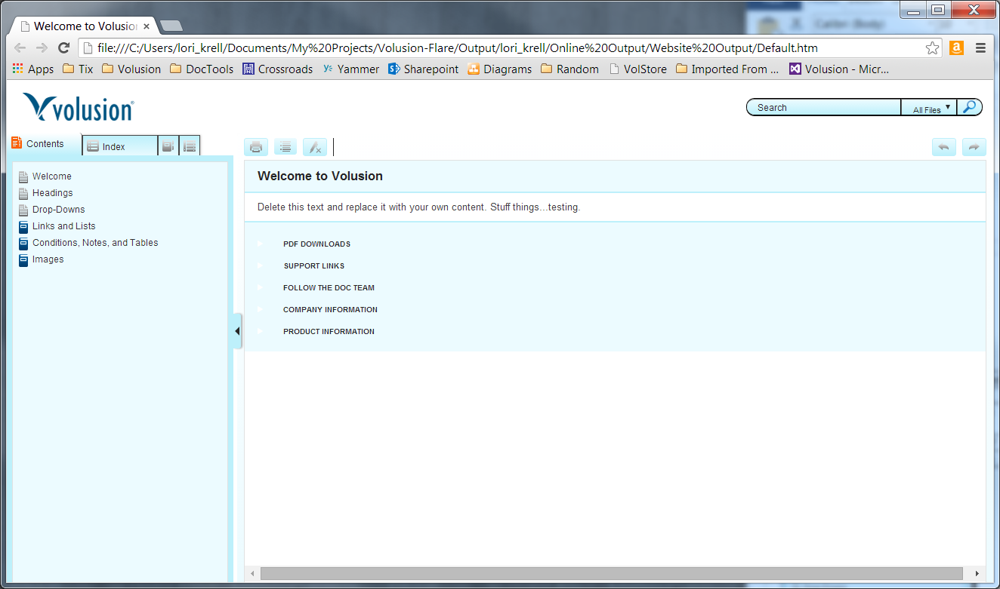 Welcome to Volusio
file:///C:/Users/lori_krell/Documents/My%20Projects/Volusion-Flare/Output/lori_krell/Online%20Output/Website%20Output/Default.htm
Apps Tix Volusion DocTools Crossroads Yammer Sharepoint Diagrams Random VolStore Imported From ... Volusion - Micr...
volusion
Search All Files
Contents Index
Welcome
Headings
Drop-Downs
Links and Lists
Conditions, Notes, and Tables
Images
Welcome to Volusion
Delete this text and replace it with your own content. Stuff things...testing.
PDF DOWNLOADS
SUPPORT LINKS
FOLLOW THE DOC TEAM
COMPANY INFORMATION
PRODUCT INFORMATION